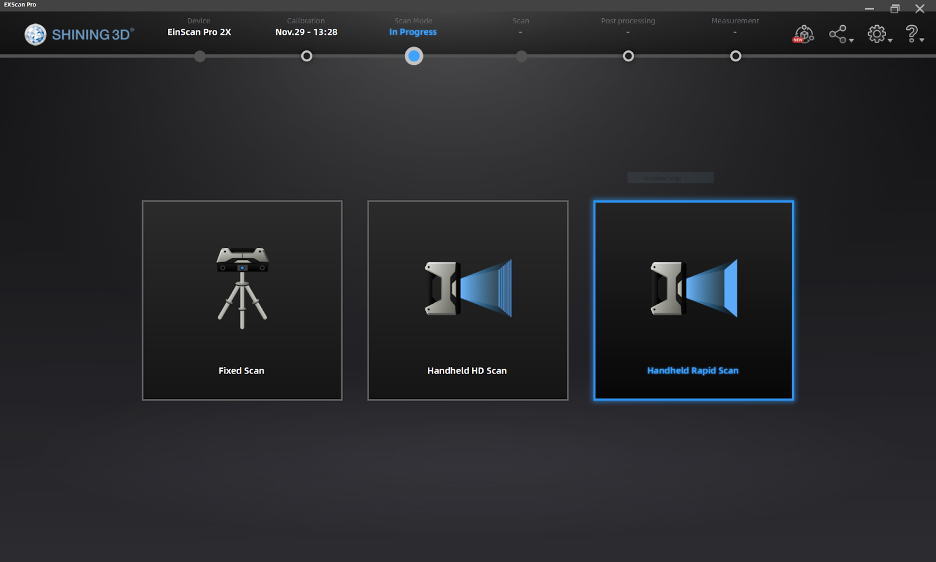 EXScan Pro
SHINING 3D®
Device
EinScan Pro 2X
Calibration
Nov.29 - 13:28
Scan Mode
In Progress
Scan
-
Post processing
-
Measurement
-
NEW
?
Fixed Scan
Handheld HD Scan
Handheld Rapid Scan